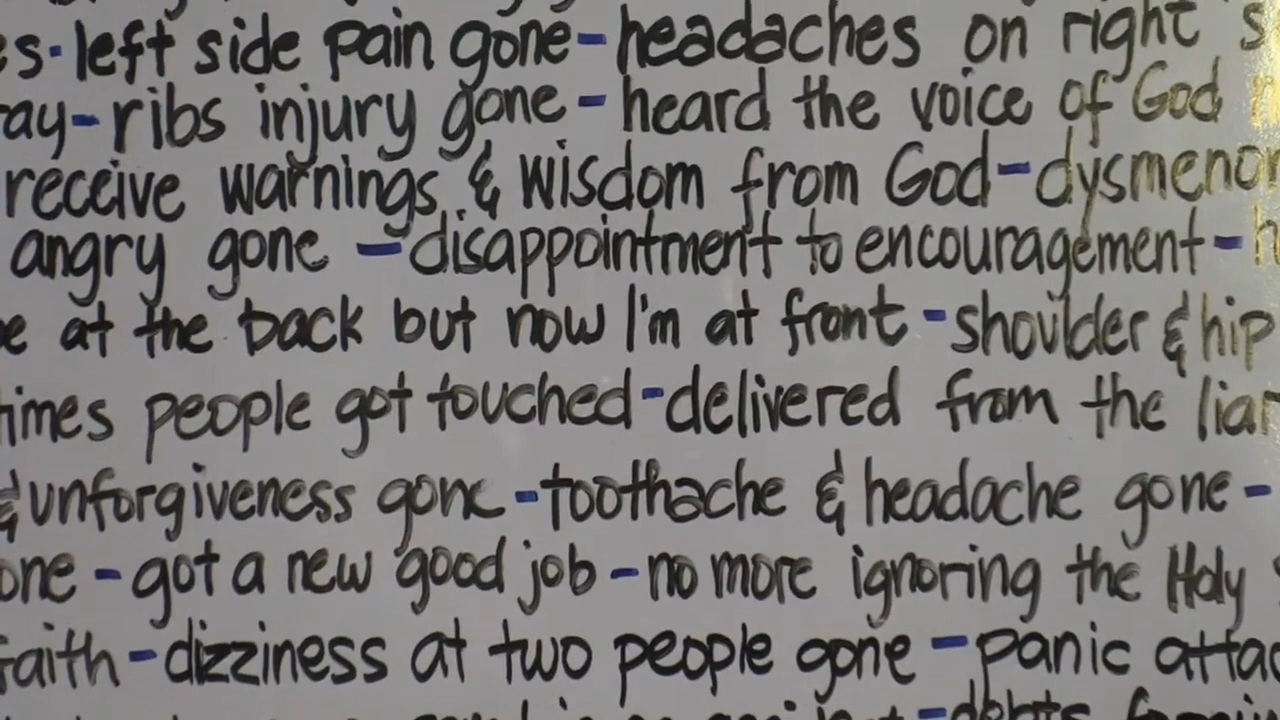 s-left side pain gone-headaches on right s
ay-ribs injury gone-heard the voice of God
receive warnings & wisdom from God-dysmenor
angry gone -disappointment to encouragement-h
e at the back but now I'm at front -shoulder & hip
times people got touched-delivered from the liar
& unforgiveness gone -toothache & headache gone -
one -got a new good job -no more ignoring the Holy
faith -dizziness at two people gone -panic attac
-debts